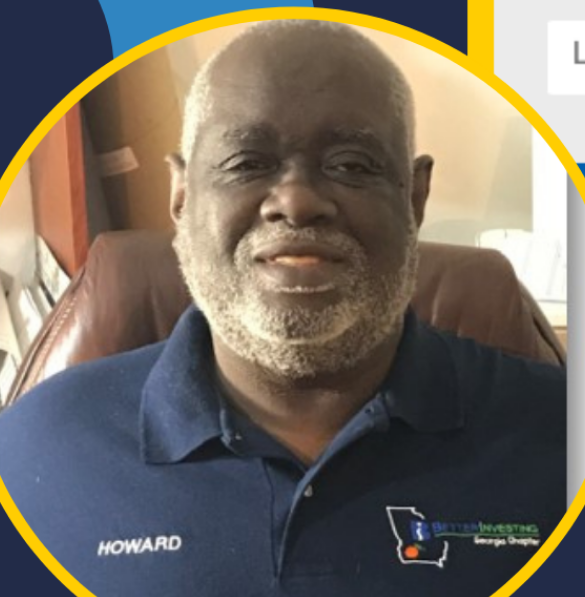 L
HOWARD
BETTERINVESTING
Georgia Chapter